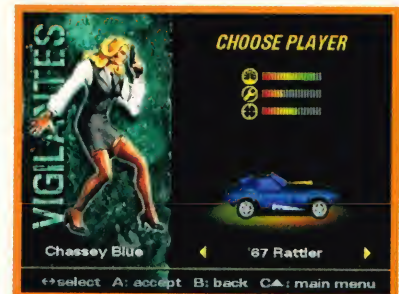 VIGILANTES
CHOOSE PLAYER
Chassey Blue
'67 Rattler
↔select A: accept B: back C▲: main menu